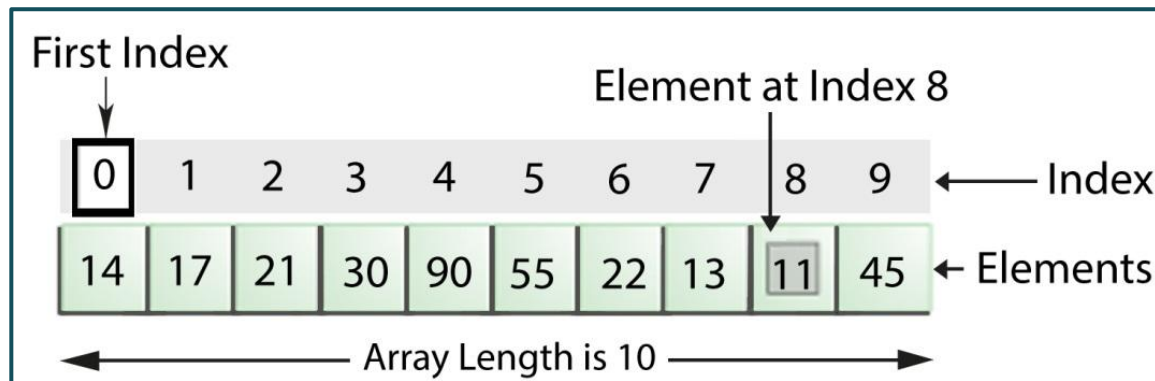 First Index
Element at Index 8
0 1 2 3 4 5 6 7 8 9 Index
14 17 21 30 90 55 22 13 11 45 Elements
Array Length is 10